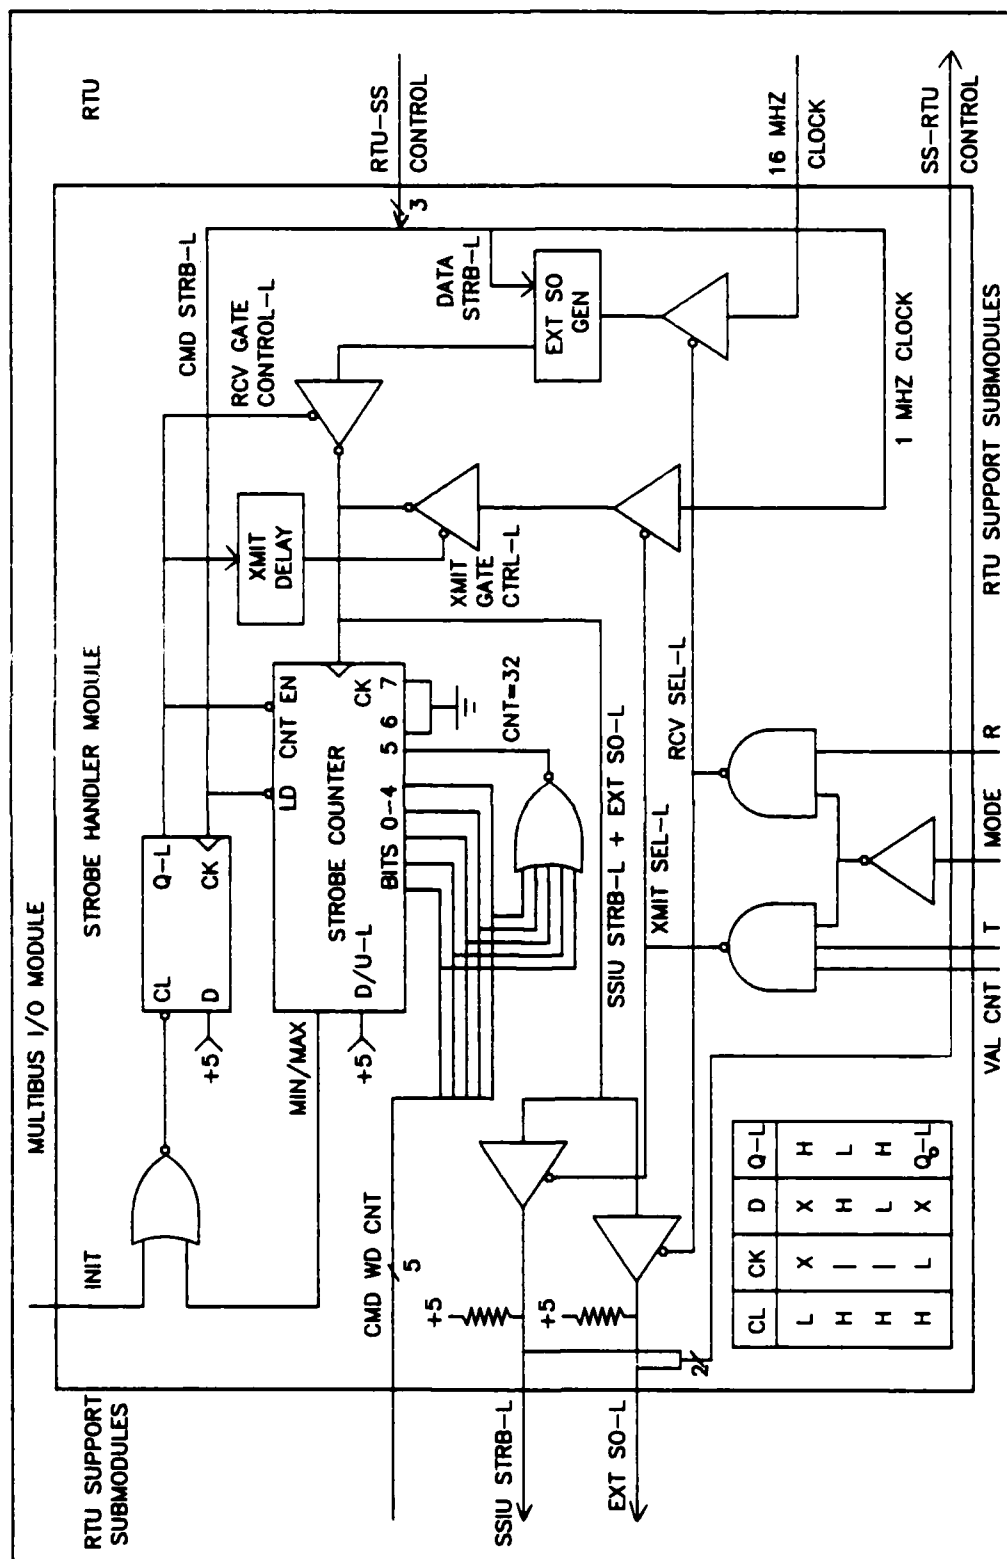 MULTIBUS I/O MODULE
RTU SUPPORT
SUBMODULES
INIT
STROBE HANDLER MODULE
RTU
CL
Q-L
D
CK
+5
CMD STRB-L
RCV GATE
CONTROL-L
RTU-SS
CONTROL
3
XMIT
DELAY
DATA
STRB-L
EXT SO
GEN
MIN/MAX
LD
CNT EN
STROBE COUNTER
CK
D/U-L
BITS 0-4
5
6
7
+5
CNT=32
XMIT
GATE
CTRL-L
CMD WD CNT
5
+5
+5
SSIU STRB-L
EXT SO-L
SSIU STRB-L + EXT SO-L
XMIT SEL-L
RCV SEL-L
1 MHZ CLOCK
16 MHZ
CLOCK
SS-RTU
CONTROL
2
CL CK D Q-L
L X X H
H | H L
H | L H
H L X Qo-L
VAL CNT
T
MODE
R
RTU SUPPORT SUBMODULES